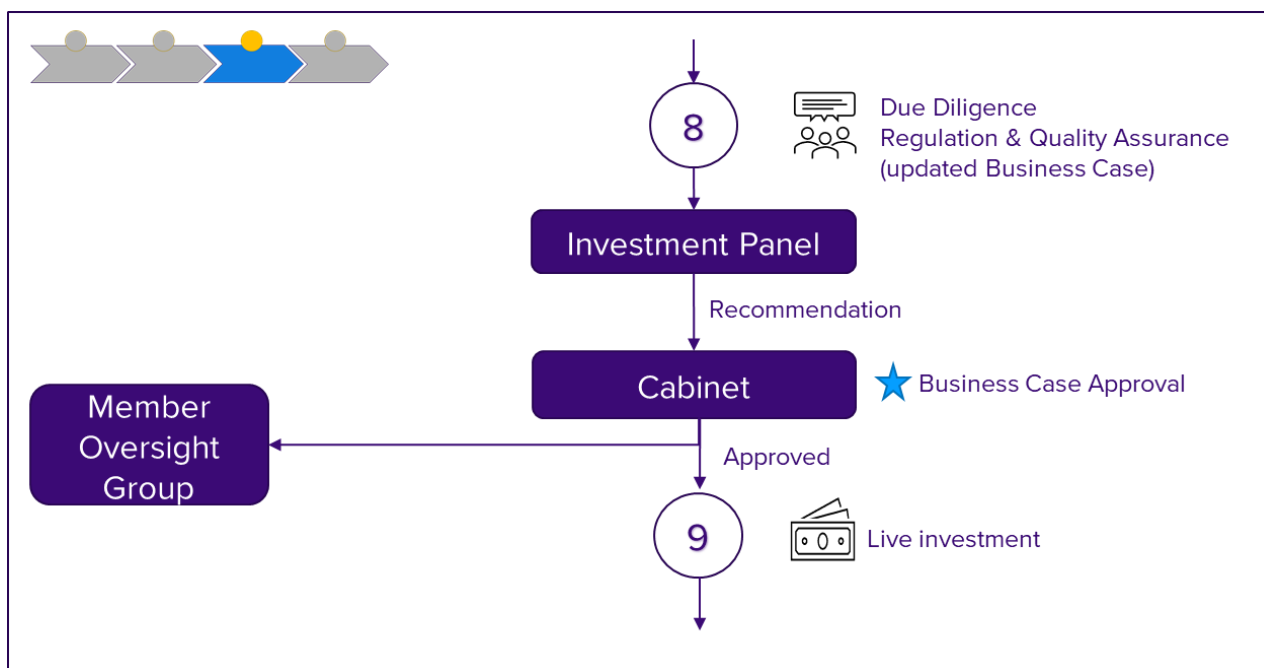 8
Due Diligence
Regulation & Quality Assurance
(updated Business Case)
Investment Panel
Recommendation
Cabinet
Business Case Approval
Member
Oversight
Group
Approved
9
Live investment